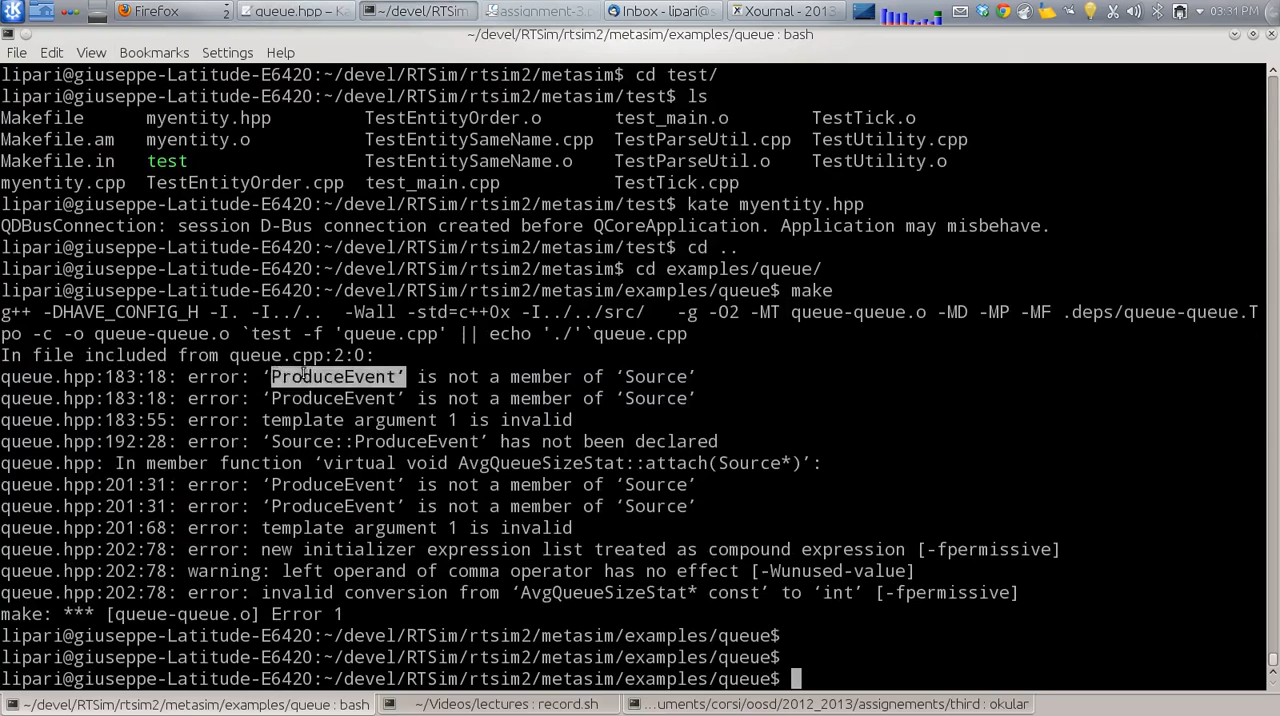 Firefox 2 queue.hpp – K ~/devel/RTSim assignment-3. Inbox - lipari@ Xournal - 2013 03:31 PM
~/devel/RTSim/rtsim2/metasim/examples/queue : bash
File Edit View Bookmarks Settings Help
lipari@giuseppe-Latitude-E6420:~/devel/RTSim/rtsim2/metasim$ cd test/
lipari@giuseppe-Latitude-E6420:~/devel/RTSim/rtsim2/metasim/test$ ls
Makefile myentity.hpp TestEntityOrder.o test_main.o TestTick.o
Makefile.am myentity.o TestEntitySameName.cpp TestParseUtil.cpp TestUtility.cpp
Makefile.in test TestEntitySameName.o TestParseUtil.o TestUtility.o
myentity.cpp TestEntityOrder.cpp test_main.cpp TestTick.cpp
lipari@giuseppe-Latitude-E6420:~/devel/RTSim/rtsim2/metasim/test$ kate myentity.hpp
QDBusConnection: session D-Bus connection created before QCoreApplication. Application may misbehave.
lipari@giuseppe-Latitude-E6420:~/devel/RTSim/rtsim2/metasim/test$ cd ..
lipari@giuseppe-Latitude-E6420:~/devel/RTSim/rtsim2/metasim$ cd examples/queue/
lipari@giuseppe-Latitude-E6420:~/devel/RTSim/rtsim2/metasim/examples/queue$ make
g++ -DHAVE_CONFIG_H -I. -I../.. -Wall -std=c++0x -I../../src/ -g -O2 -MT queue-queue.o -MD -MP -MF .deps/queue-queue.T
po -c -o queue-queue.o `test -f 'queue.cpp' || echo './'`queue.cpp
In file included from queue.cpp:2:0:
queue.hpp:183:18: error: ‘ProduceEvent’ is not a member of ‘Source’
queue.hpp:183:18: error: ‘ProduceEvent’ is not a member of ‘Source’
queue.hpp:183:55: error: template argument 1 is invalid
queue.hpp:192:28: error: ‘Source::ProduceEvent’ has not been declared
queue.hpp: In member function ‘virtual void AvgQueueSizeStat::attach(Source*)’:
queue.hpp:201:31: error: ‘ProduceEvent’ is not a member of ‘Source’
queue.hpp:201:31: error: ‘ProduceEvent’ is not a member of ‘Source’
queue.hpp:201:68: error: template argument 1 is invalid
queue.hpp:202:78: error: new initializer expression list treated as compound expression [-fpermissive]
queue.hpp:202:78: warning: left operand of comma operator has no effect [-Wunused-value]
queue.hpp:202:78: error: invalid conversion from ‘AvgQueueSizeStat* const’ to ‘int’ [-fpermissive]
make: *** [queue-queue.o] Error 1
lipari@giuseppe-Latitude-E6420:~/devel/RTSim/rtsim2/metasim/examples/queue$
lipari@giuseppe-Latitude-E6420:~/devel/RTSim/rtsim2/metasim/examples/queue$
lipari@giuseppe-Latitude-E6420:~/devel/RTSim/rtsim2/metasim/examples/queue$
~/devel/RTSim/rtsim2/metasim/examples/queue : bash ~/Videos/lectures : record.sh ...uments/corsi/oosd/2012_2013/assignements/third : okular